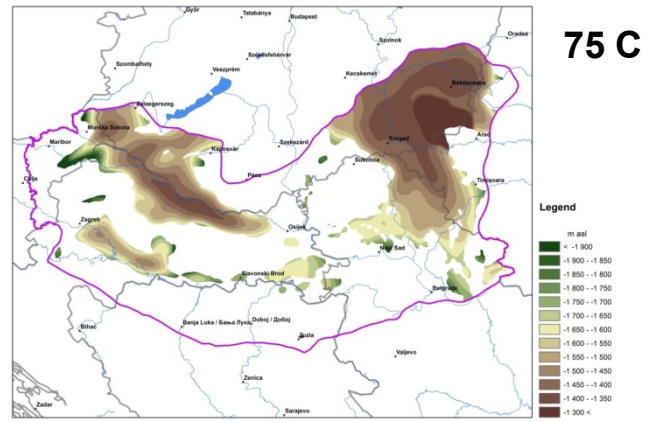 75 C
Győr
Tatabánya
Budapest
Oradea
Szolnok
Székesfehérvár
Szombathely
Veszprém
Kecskemét
Békéscsaba
Zalaegerszeg
Murska Sobota
Arad
Maribor
Kaposvár
Szekszárd
Szeged
Subotica
Celje
Pécs
Timișoara
Zagreb
Osijek
Novi Sad
Slavonski Brod
Belgrade
Bihać
Banja Luka / Бања Лука
Doboj / Добој
Tuzla
Valjevo
Zenica
Zadar
Sarajevo
Legend
m asl
< -1 900
-1 900 - -1 850
-1 850 - -1 800
-1 800 - -1 750
-1 750 - -1 700
-1 700 - -1 650
-1 650 - -1 600
-1 600 - -1 550
-1 550 - -1 500
-1 500 - -1 450
-1 450 - -1 400
-1 400 - -1 350
-1 300 <